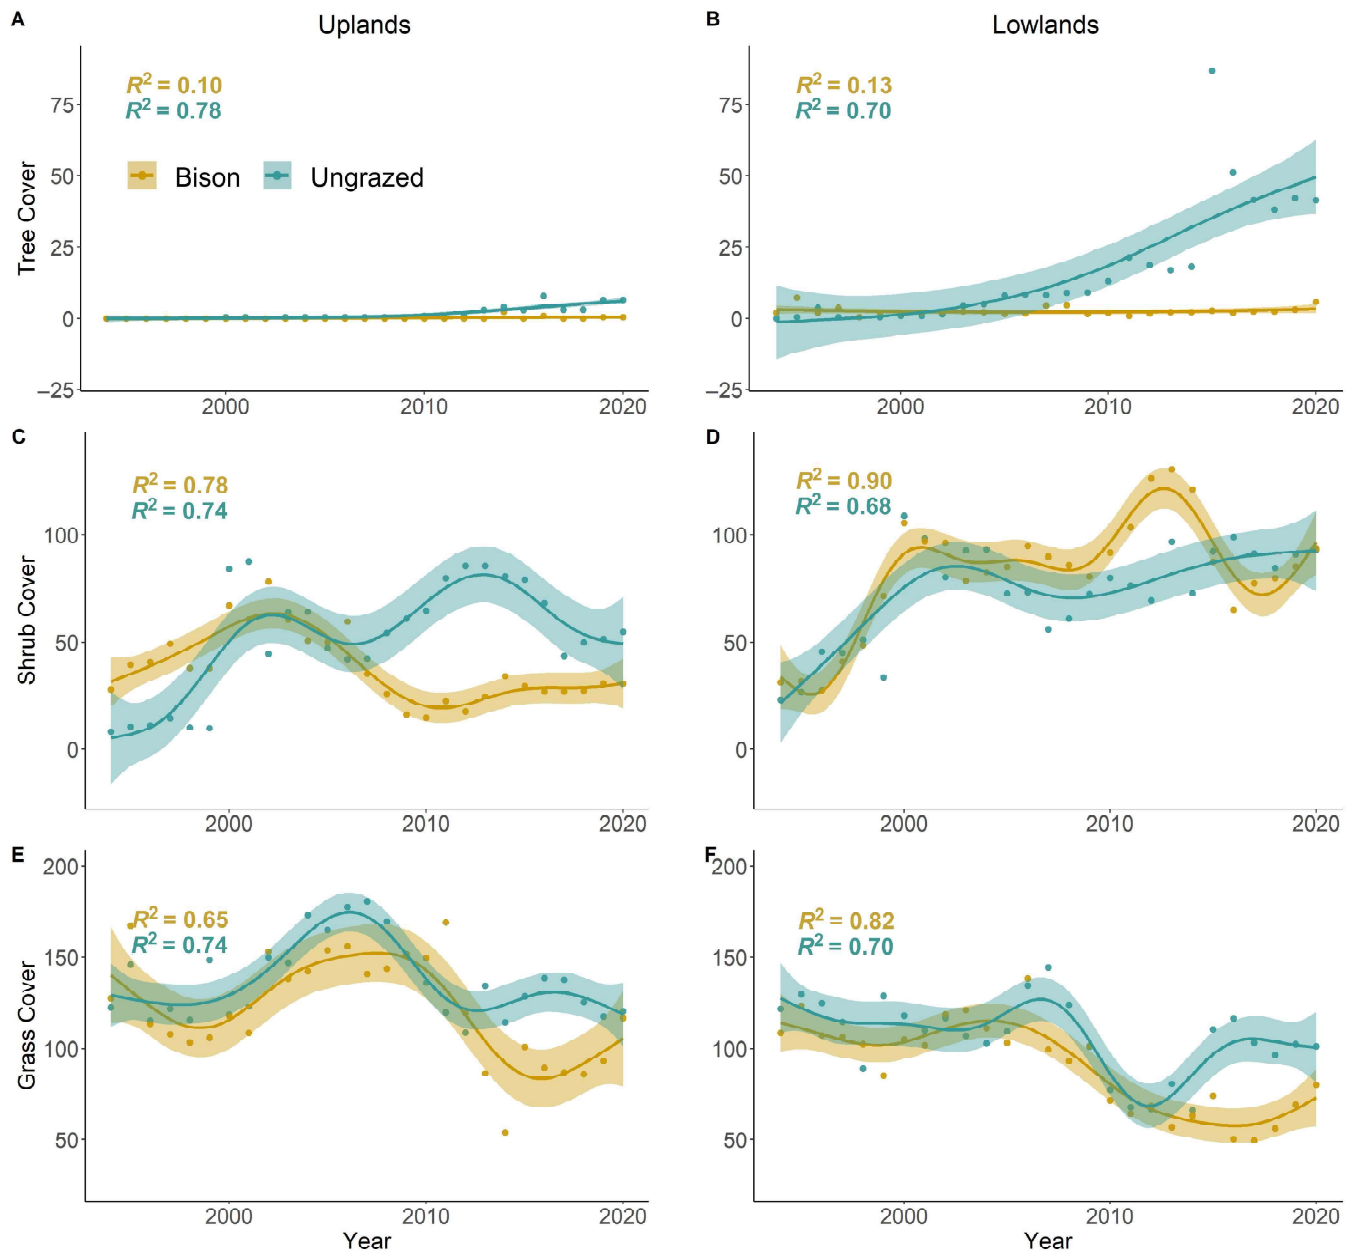 A
Uplands
R² = 0.10
R² = 0.78
Bison
Ungrazed
75
50
25
0
−25
Tree Cover
2000
2010
2020
B
Lowlands
R² = 0.13
R² = 0.70
75
50
25
0
−25
2000
2010
2020
C
R² = 0.78
R² = 0.74
100
50
0
Shrub Cover
2000
2010
2020
D
R² = 0.90
R² = 0.68
100
50
0
2000
2010
2020
E
R² = 0.65
R² = 0.74
200
150
100
50
Grass Cover
2000
2010
2020
Year
F
R² = 0.82
R² = 0.70
200
150
100
50
2000
2010
2020
Year